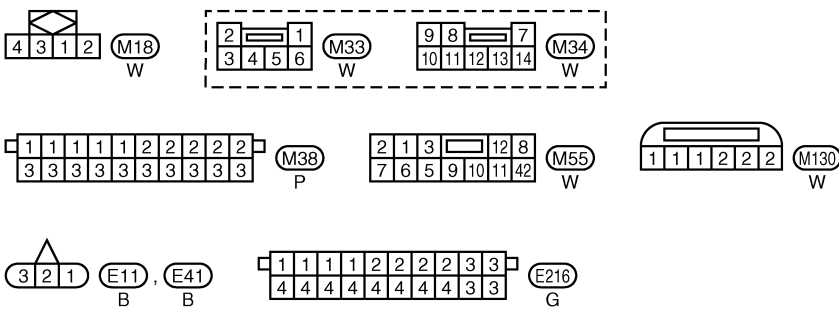 2 1 9 8 7
4 3 1 2 M18 M33 M34
3 4 5 6 10 11 12 13 14
W W W
1 1 1 1 1 2 2 2 2 2 2 1 3 12 8
M38 M55 1 1 1 2 2 2 M130
3 3 3 3 3 3 3 3 3 3 7 6 5 9 10 11 42
P W W
1 1 1 1 2 2 2 2 3 3
3 2 1 E11 , E41 E216
4 4 4 4 4 4 4 4 3 3
B B G